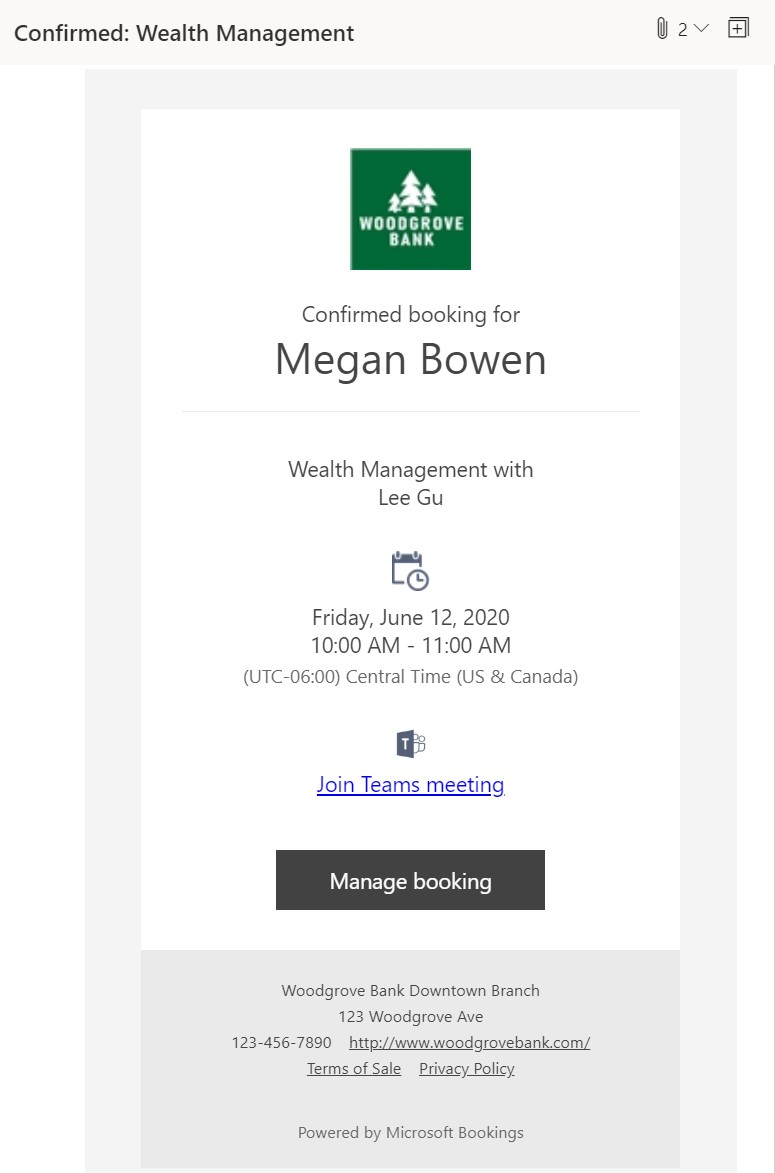 Confirmed: Wealth Management
2
WOODGROVE
BANK
Confirmed booking for
Megan Bowen
Wealth Management with
Lee Gu
Friday, June 12, 2020
10:00 AM - 11:00 AM
(UTC-06:00) Central Time (US & Canada)
T
Join Teams meeting
Manage booking
Woodgrove Bank Downtown Branch
123 Woodgrove Ave
123-456-7890 http://www.woodgrovebank.com/
Terms of Sale Privacy Policy
Powered by Microsoft Bookings